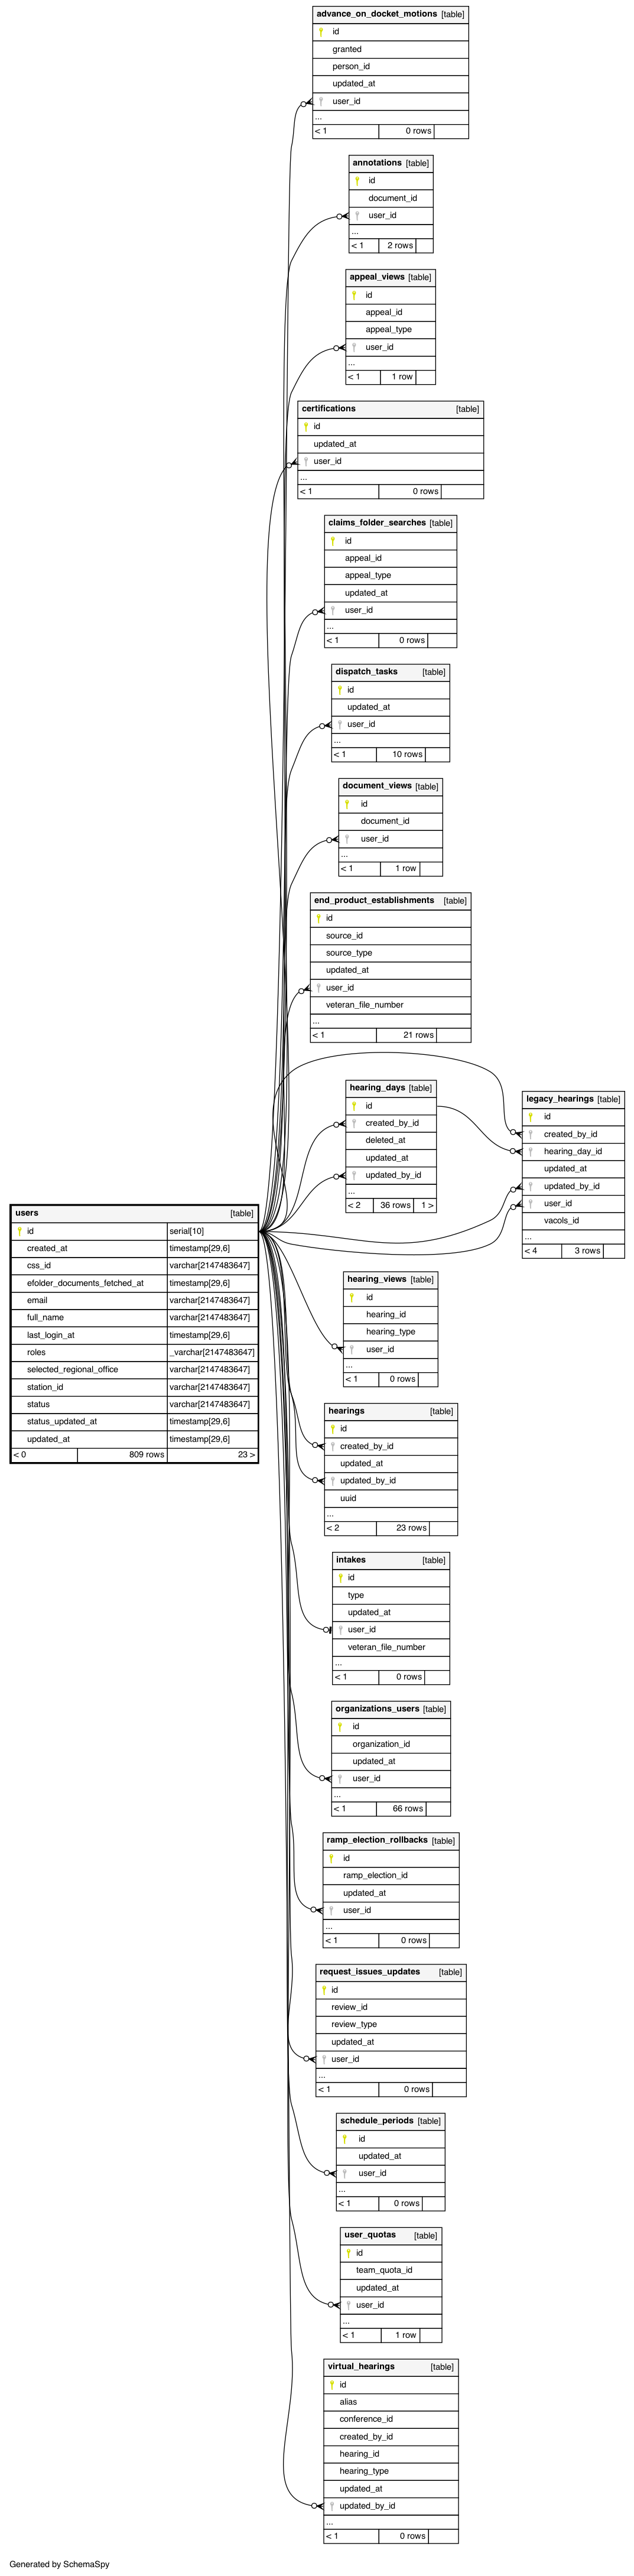 advance_on_docket_motions [table]
id
granted
person_id
updated_at
user_id
...
< 1 0 rows
annotations [table]
id
document_id
user_id
...
< 1 2 rows
appeal_views [table]
id
appeal_id
appeal_type
user_id
...
< 1 1 row
certifications [table]
id
updated_at
user_id
...
< 1 0 rows
claims_folder_searches [table]
id
appeal_id
appeal_type
updated_at
user_id
...
< 1 0 rows
dispatch_tasks [table]
id
updated_at
user_id
...
< 1 10 rows
document_views [table]
id
document_id
user_id
...
< 1 1 row
end_product_establishments [table]
id
source_id
source_type
updated_at
user_id
veteran_file_number
...
< 1 21 rows
hearing_days [table]
id
created_by_id
deleted_at
updated_at
updated_by_id
...
< 2 36 rows 1 >
legacy_hearings [table]
id
created_by_id
hearing_day_id
updated_at
updated_by_id
user_id
vacols_id
...
< 4 3 rows
users [table]
id serial[10]
created_at timestamp[29,6]
css_id varchar[2147483647]
efolder_documents_fetched_at timestamp[29,6]
email varchar[2147483647]
full_name varchar[2147483647]
last_login_at timestamp[29,6]
roles _varchar[2147483647]
selected_regional_office varchar[2147483647]
station_id varchar[2147483647]
status varchar[2147483647]
status_updated_at timestamp[29,6]
updated_at timestamp[29,6]
< 0 809 rows 23 >
hearing_views [table]
id
hearing_id
hearing_type
user_id
...
< 1 0 rows
hearings [table]
id
created_by_id
updated_at
updated_by_id
uuid
...
< 2 23 rows
intakes [table]
id
type
updated_at
user_id
veteran_file_number
...
< 1 0 rows
organizations_users [table]
id
organization_id
updated_at
user_id
...
< 1 66 rows
ramp_election_rollbacks [table]
id
ramp_election_id
updated_at
user_id
...
< 1 0 rows
request_issues_updates [table]
id
review_id
review_type
updated_at
user_id
...
< 1 0 rows
schedule_periods [table]
id
updated_at
user_id
...
< 1 0 rows
user_quotas [table]
id
team_quota_id
updated_at
user_id
...
< 1 1 row
virtual_hearings [table]
id
alias
conference_id
created_by_id
hearing_id
hearing_type
updated_at
updated_by_id
...
< 1 0 rows
Generated by SchemaSpy